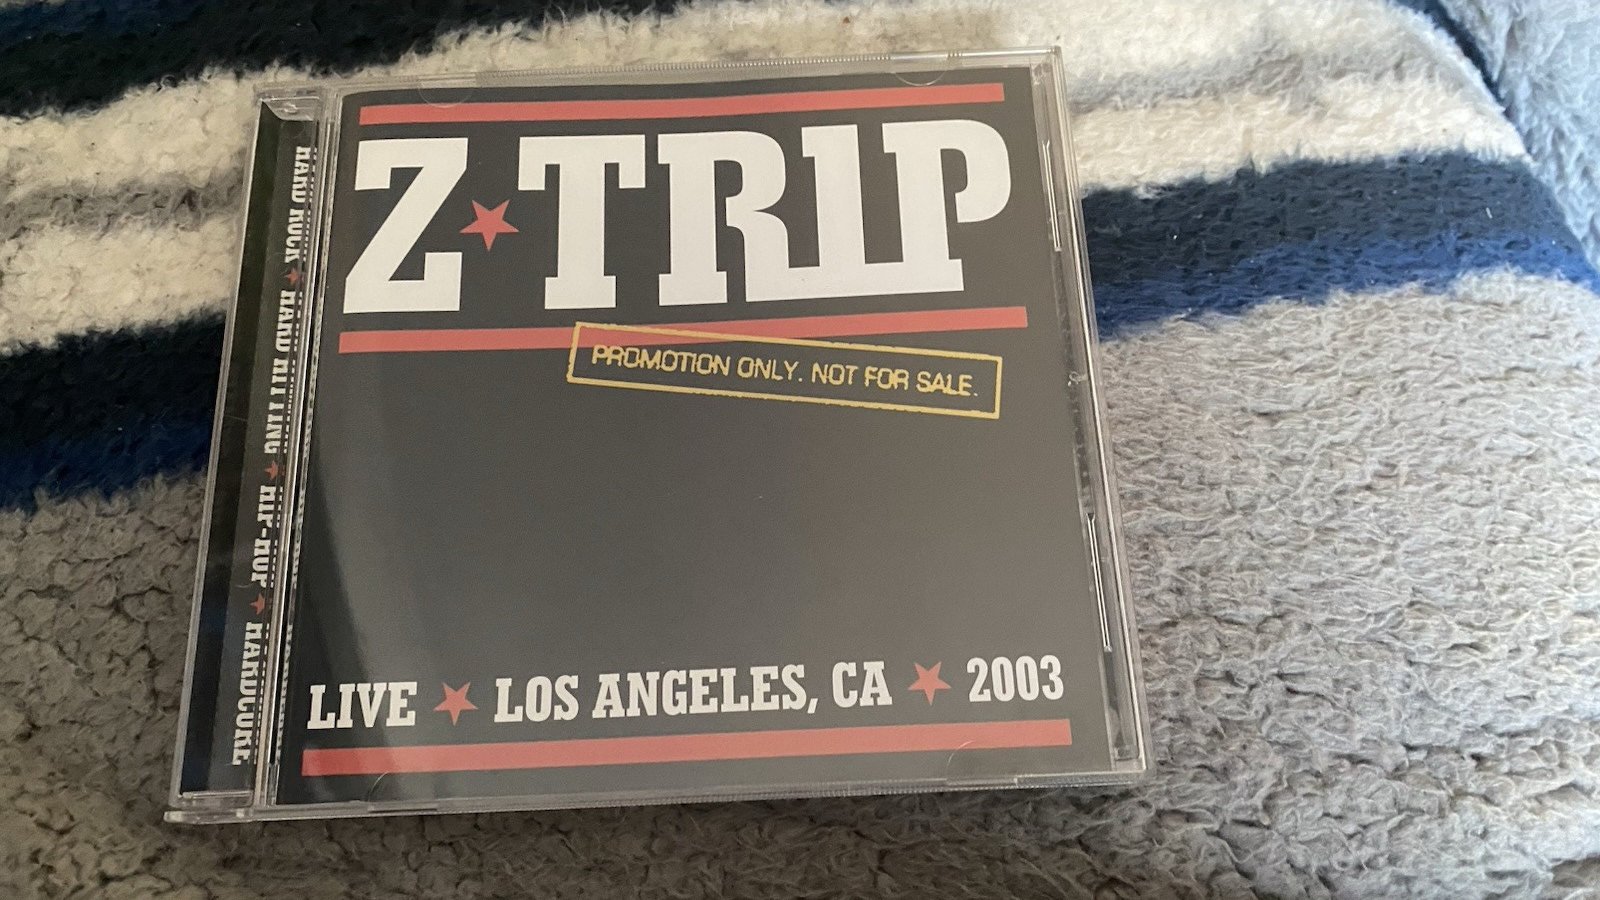 Z★TRIP
PROMOTION ONLY. NOT FOR SALE.
LIVE ★ LOS ANGELES, CA ★ 2003
HARD ROCK ★ HARD HITTING ★ HIP-HOP ★ HARDCORE